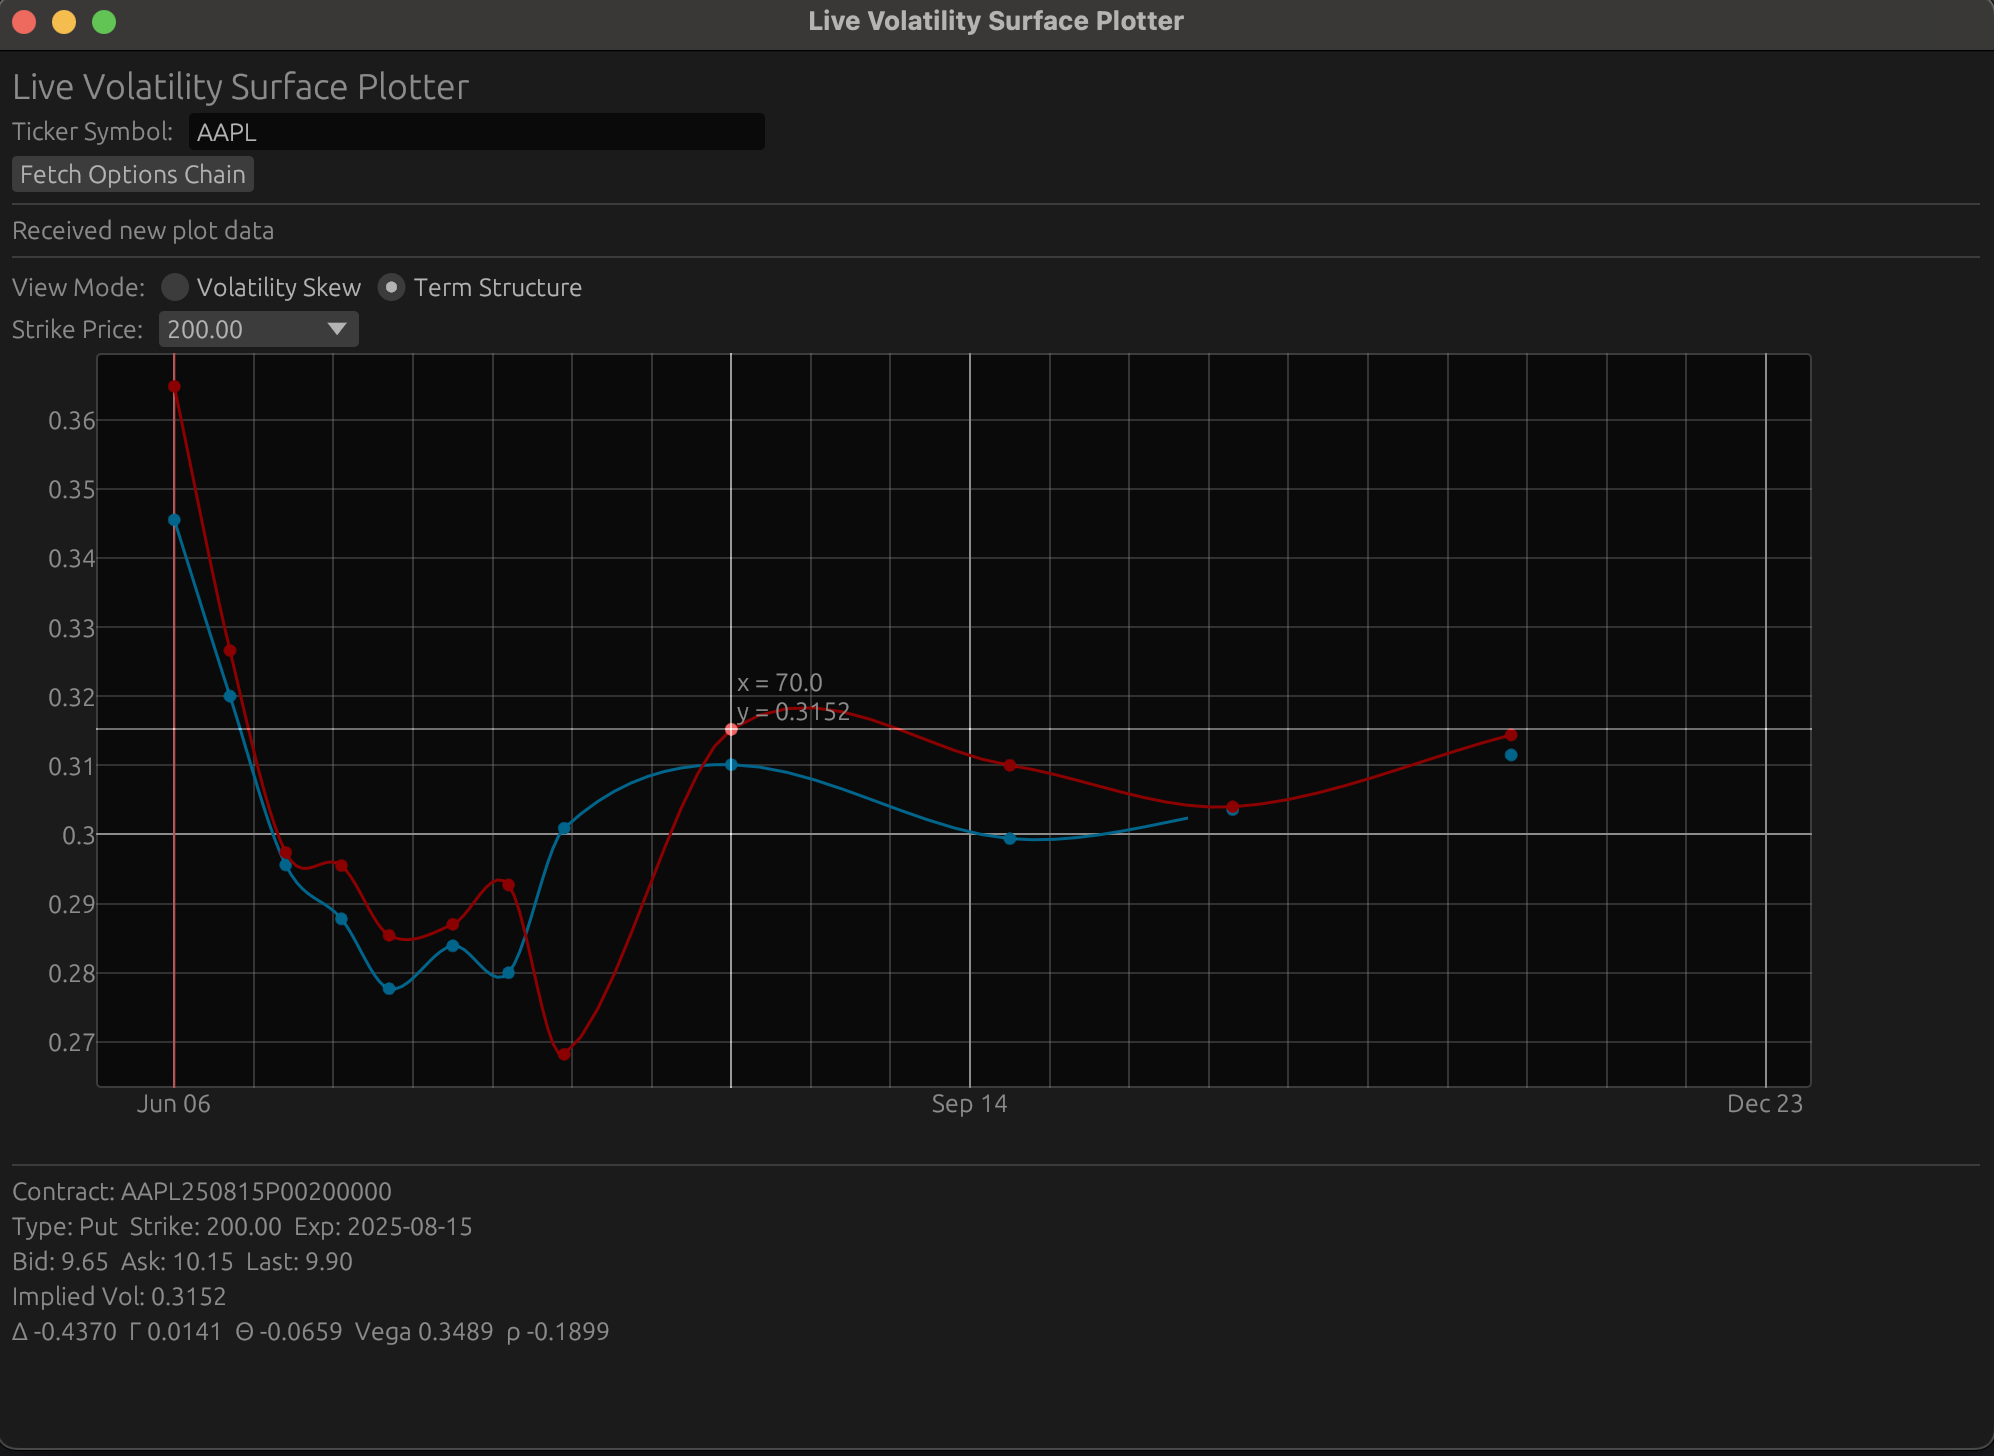 Live Volatility Surface Plotter
Live Volatility Surface Plotter
Ticker Symbol: AAPL
Fetch Options Chain
Received new plot data
View Mode: Volatility Skew Term Structure
Strike Price: 200.00
0.36
0.35
0.34
0.33
0.32
0.31
0.3
0.29
0.28
0.27
x = 70.0
y = 0.3152
Jun 06 Sep 14 Dec 23
Contract: AAPL250815P00200000
Type: Put Strike: 200.00 Exp: 2025-08-15
Bid: 9.65 Ask: 10.15 Last: 9.90
Implied Vol: 0.3152
Δ -0.4370 Γ 0.0141 Θ -0.0659 Vega 0.3489 ρ -0.1899